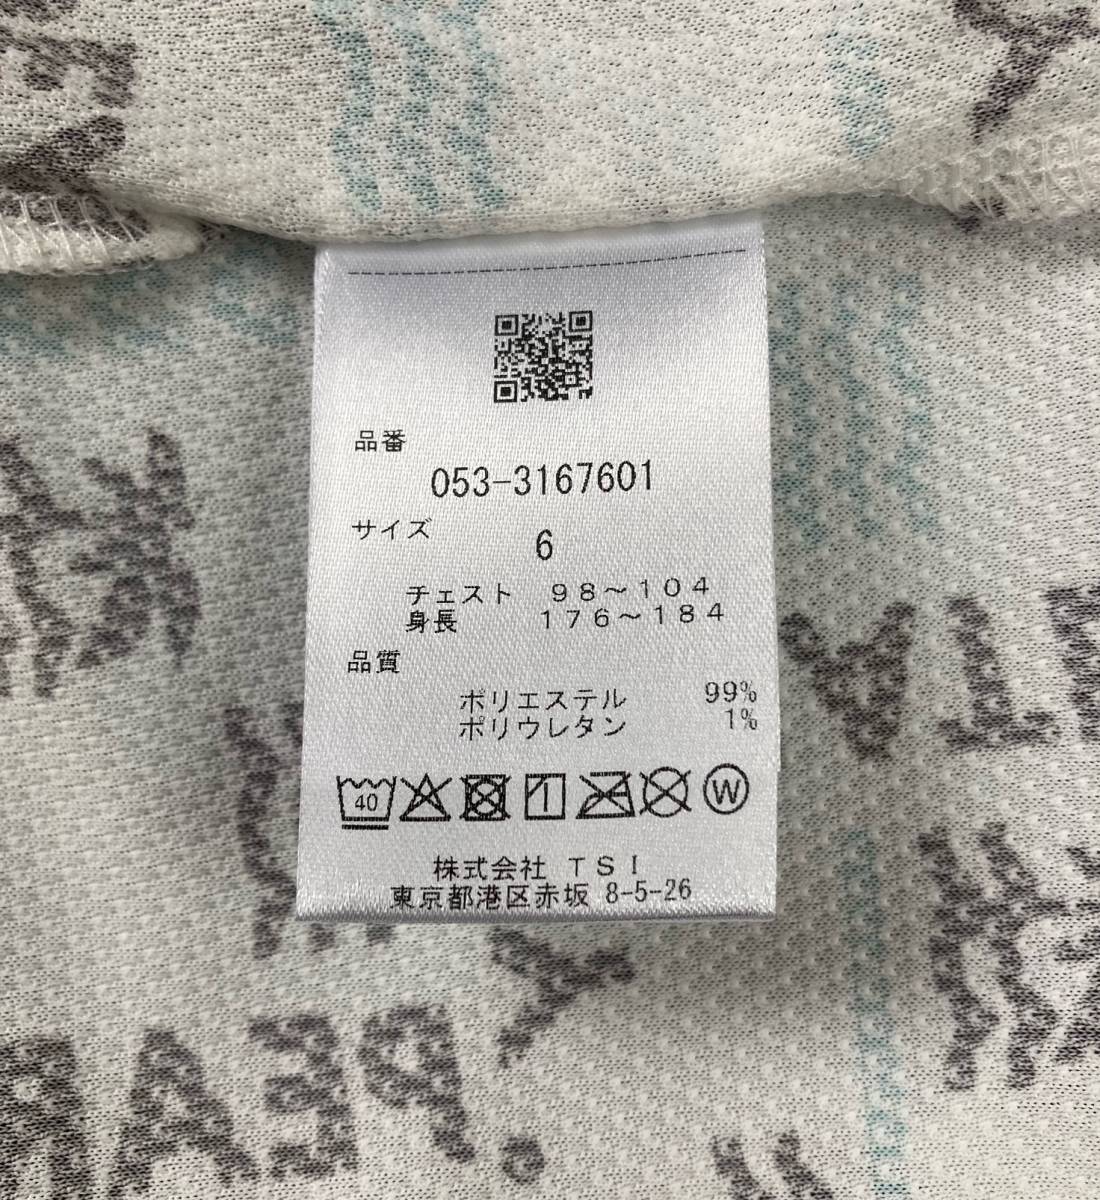 品番
053-3167601
サイズ
6
チェスト 98～104
身長 176～184
品質
ポリエステル 99%
ポリウレタン 1%
40
W
株式会社 TSI
東京都港区赤坂 8-5-26
PEAR